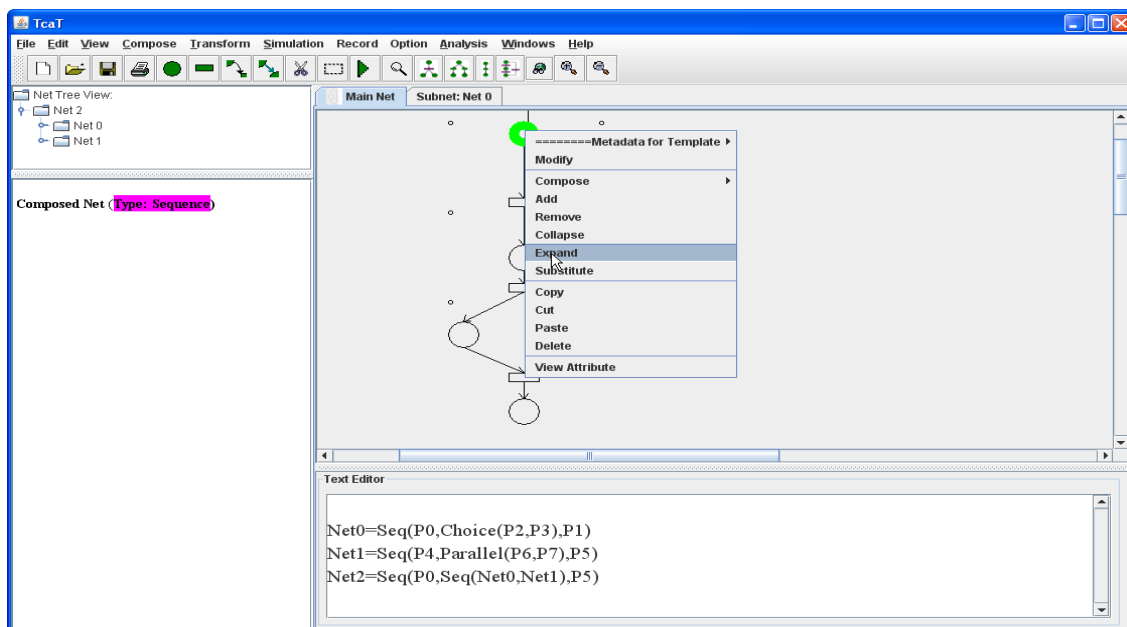 TcaT
File Edit View Compose Transform Simulation Record Option Analysis Windows Help
Net Tree View:
Net 2
Net 0
Net 1
Composed Net (Type: Sequence)
Main Net Subnet: Net 0
========Metadata for Template
Modify
Compose
Add
Remove
Collapse
Expand
Substitute
Copy
Cut
Paste
Delete
View Attribute
Text Editor
Net0=Seq(P0,Choice(P2,P3),P1)
Net1=Seq(P4,Parallel(P6,P7),P5)
Net2=Seq(P0,Seq(Net0,Net1),P5)